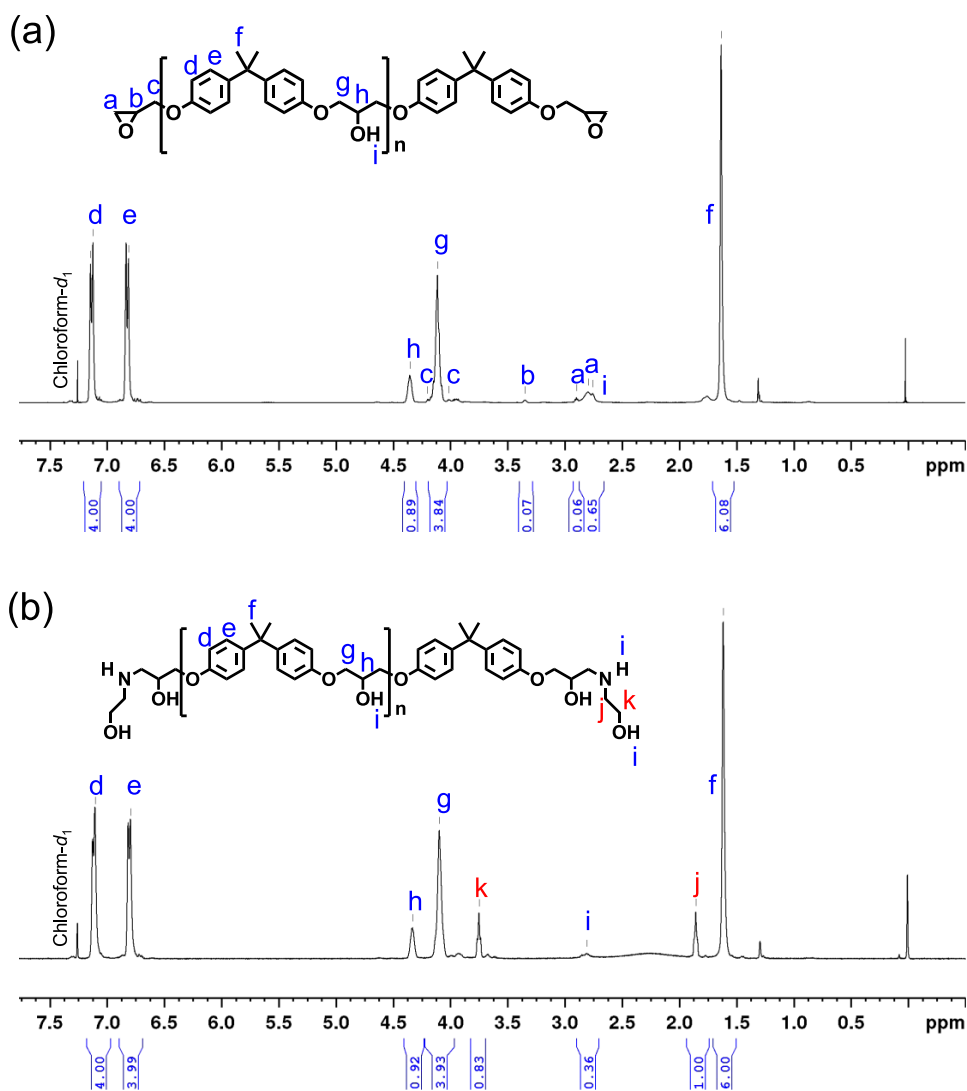 (a)
f
d e
g
h
a b c
O
O
O
O
O
O
OH
n
i
Chloroform-d1
d
e
h
c
g
c
b
a
a
i
f
7.5 7.0 6.5 6.0 5.5 5.0 4.5 4.0 3.5 3.0 2.5 2.0 1.5 1.0 0.5 ppm
4.00 4.00 0.89 3.84 0.07 0.06 0.65 6.08
(b)
f
d e
g
h
i
H
N
OH
O
O
O
O
OH
n
i
OH
N
H
j
k
OH
OH
i
Chloroform-d1
d
e
h
g
k
i
j
f
7.5 7.0 6.5 6.0 5.5 5.0 4.5 4.0 3.5 3.0 2.5 2.0 1.5 1.0 0.5 ppm
4.00 3.99 0.92 3.93 0.83 0.36 1.00 6.00